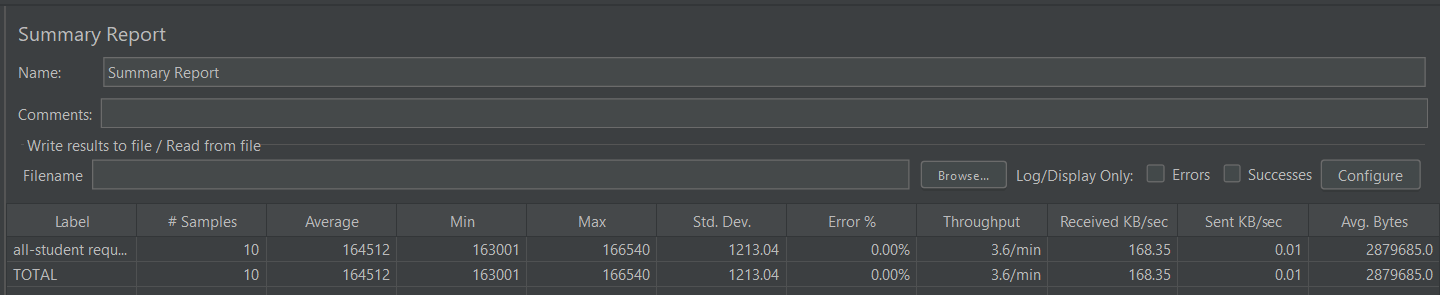 Summary Report
Name: Summary Report
Comments:
Write results to file / Read from file
Filename Browse... Log/Display Only: Errors Successes Configure
Label # Samples Average Min Max Std. Dev. Error % Throughput Received KB/sec Sent KB/sec Avg. Bytes
all-student requ... 10 164512 163001 166540 1213.04 0.00% 3.6/min 168.35 0.01 2879685.0
TOTAL 10 164512 163001 166540 1213.04 0.00% 3.6/min 168.35 0.01 2879685.0